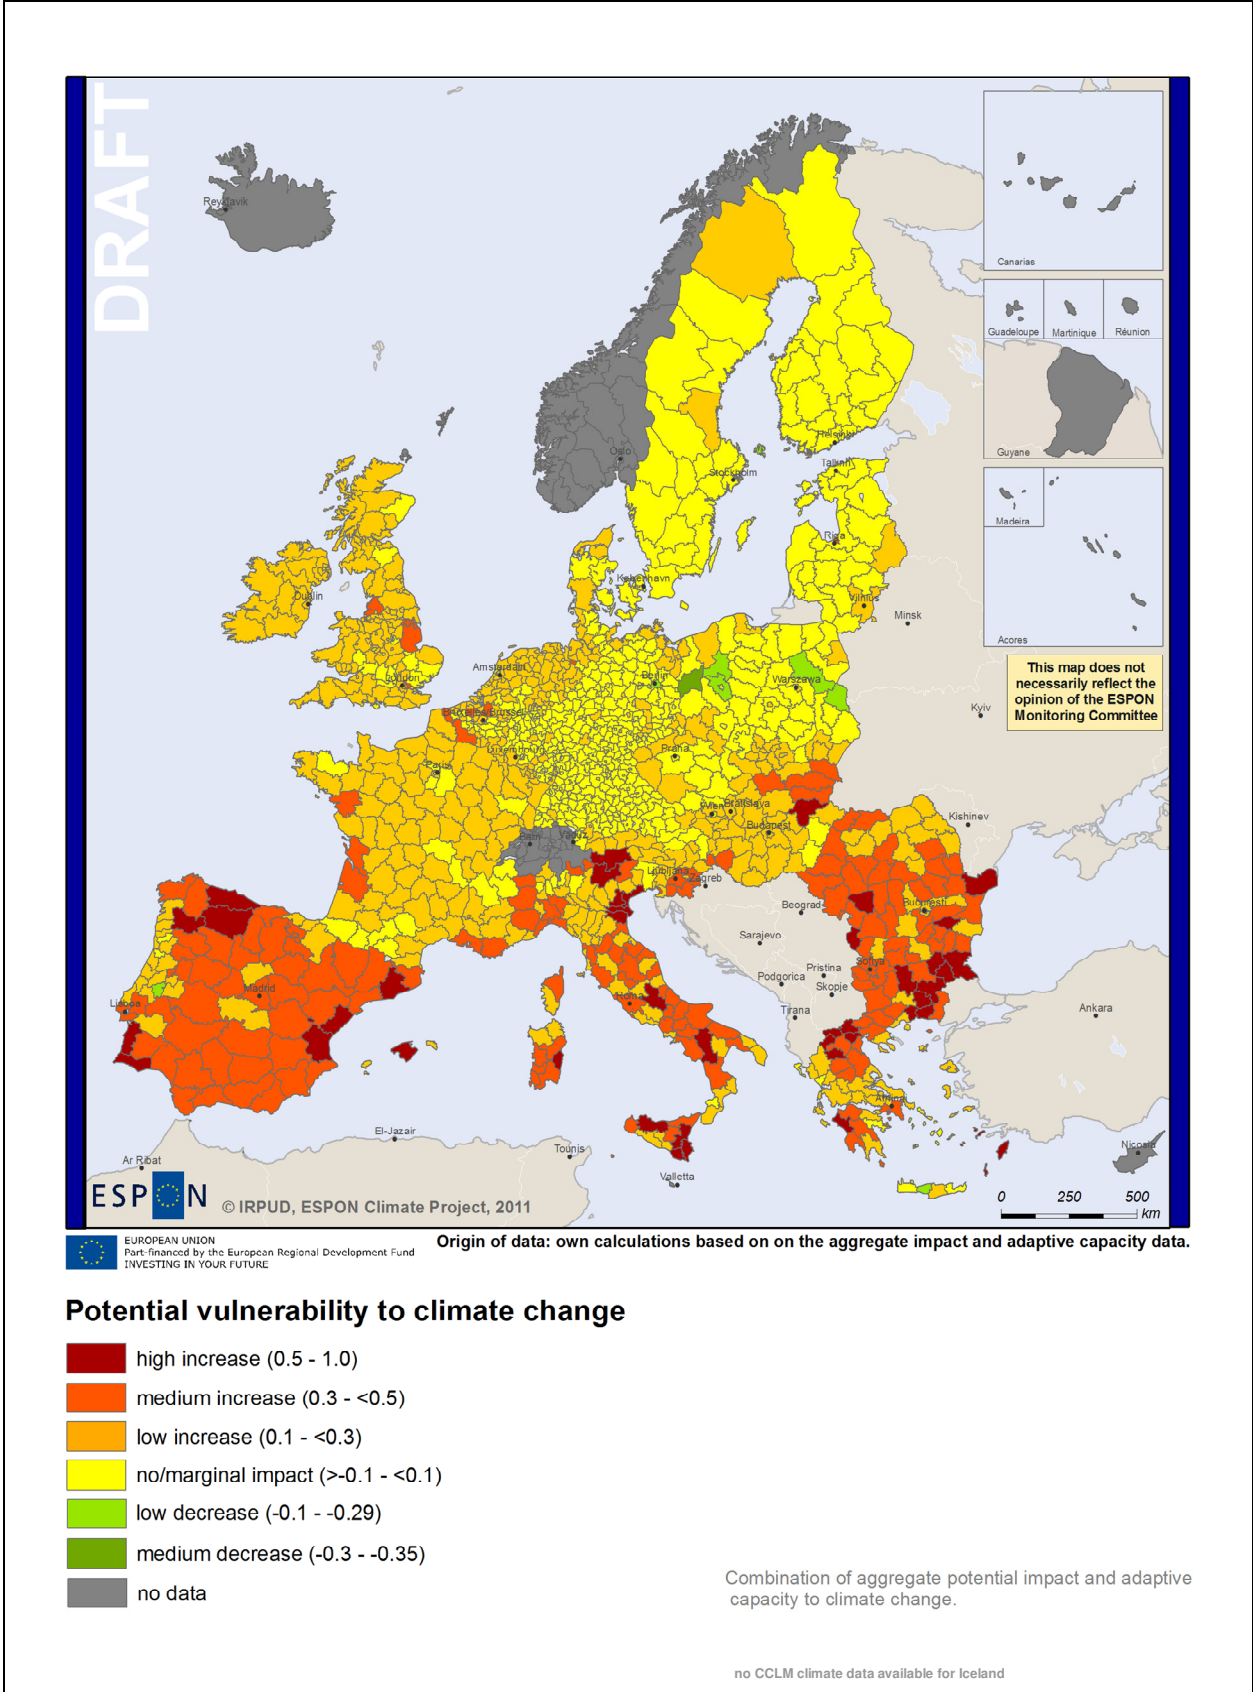 DRAFT
Reykjavik
Canarias
Guadeloupe
Martinique
Réunion
Guyane
Madeira
Acores
This map does not
necessarily reflect the
opinion of the ESPON
Monitoring Committee
Oslo
Helsinki
Tallinn
Stockholm
Riga
København
Vilnius
Minsk
Dublin
Amsterdam
Berlin
Warszawa
London
Kyiv
Praha
Paris
Wien
Bratislava
Budapest
Kishinev
Bern
Vaduz
Ljubljana
Zagreb
Beograd
Bucuresti
Sarajevo
Pristina
Sofiya
Podgorica
Skopje
Madrid
Lisboa
Roma
Tirana
Ankara
Athinai
El-Jazair
Tounis
Nicosia
Ar Ribat
Valletta
ESPON
© IRPUD, ESPON Climate Project, 2011
0 250 500
km
EUROPEAN UNION
Part-financed by the European Regional Development Fund
INVESTING IN YOUR FUTURE
Origin of data: own calculations based on on the aggregate impact and adaptive capacity data.
Potential vulnerability to climate change
high increase (0.5 - 1.0)
medium increase (0.3 - <0.5)
low increase (0.1 - <0.3)
no/marginal impact (>-0.1 - <0.1)
low decrease (-0.1 - -0.29)
medium decrease (-0.3 - -0.35)
no data
Combination of aggregate potential impact and adaptive
capacity to climate change.
no CCLM climate data available for Iceland